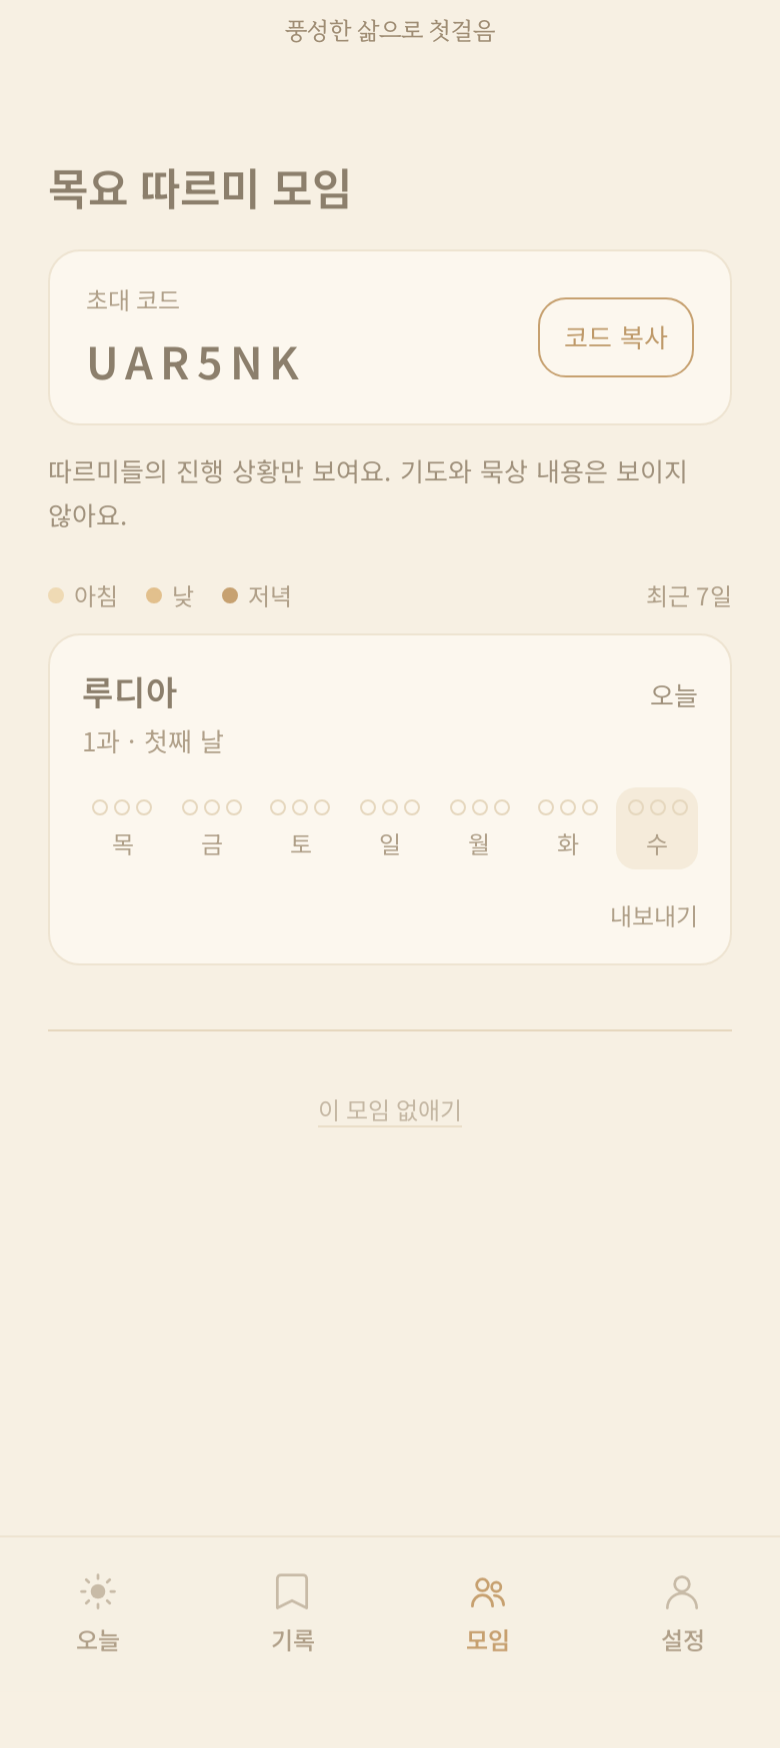 풍성한 삶으로 첫걸음
목요 따르미 모임
초대 코드
UAR5NK
코드 복사
따르미들의 진행 상황만 보여요. 기도와 묵상 내용은 보이지
않아요.
아침 낮 저녁 최근 7일
루디아 오늘
1과 · 첫째 날
목 금 토 일 월 화 수
내보내기
이 모임 없애기
오늘 기록 모임 설정